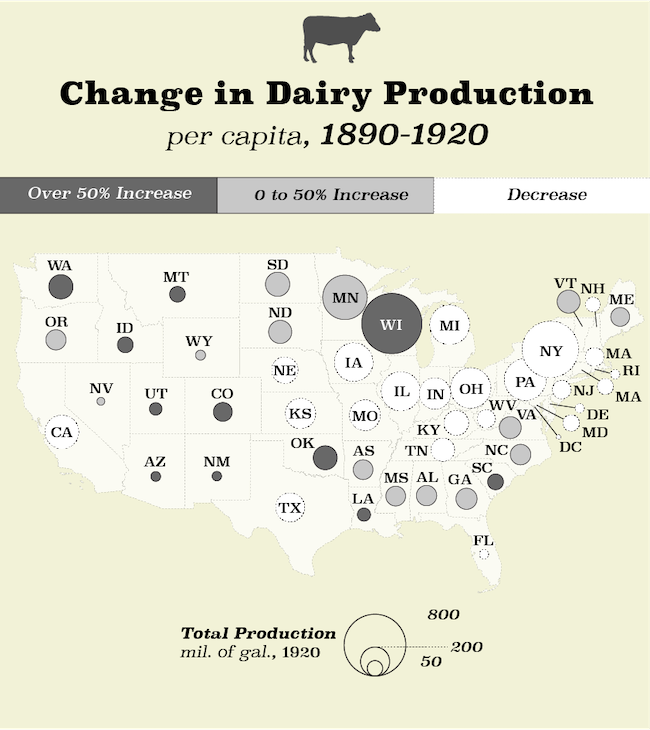 Change in Dairy Production
per capita, 1890-1920
Over 50% Increase 0 to 50% Increase Decrease
WA
MT
SD
VT NH
ME
MN
OR
ID
ND
WI
MI
WY
NY
MA
NE
IA
RI
NV
UT
CO
IL
IN
OH
PA
NJ
MA
KS
MO
WV
VA
DE
CA
KY
MD
OK
AS
TN
NC
DC
AZ
NM
MS
AL
GA
SC
LA
TX
FL
800
Total Production
200
mil. of gal., 1920
50